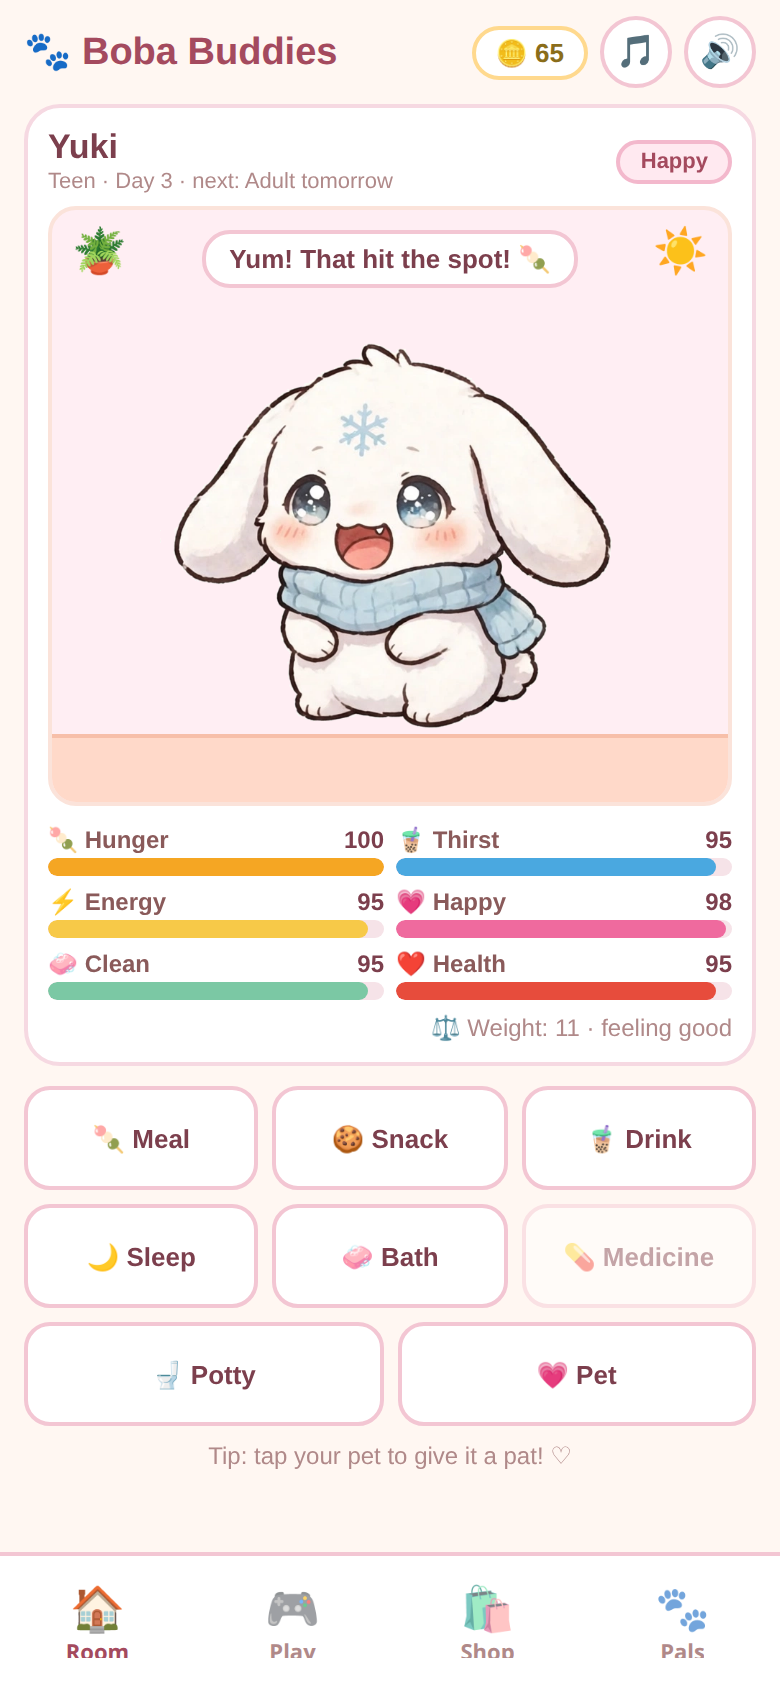 Boba Buddies
65
Yuki
Teen · Day 3 · next: Adult tomorrow
Happy
Yum! That hit the spot! 🍡
Hunger 100
Thirst 95
Energy 95
Happy 98
Clean 95
Health 95
Weight: 11 · feeling good
Meal
Snack
Drink
Sleep
Bath
Medicine
Potty
Pet
Tip: tap your pet to give it a pat! ♡
Room
Play
Shop
Pals